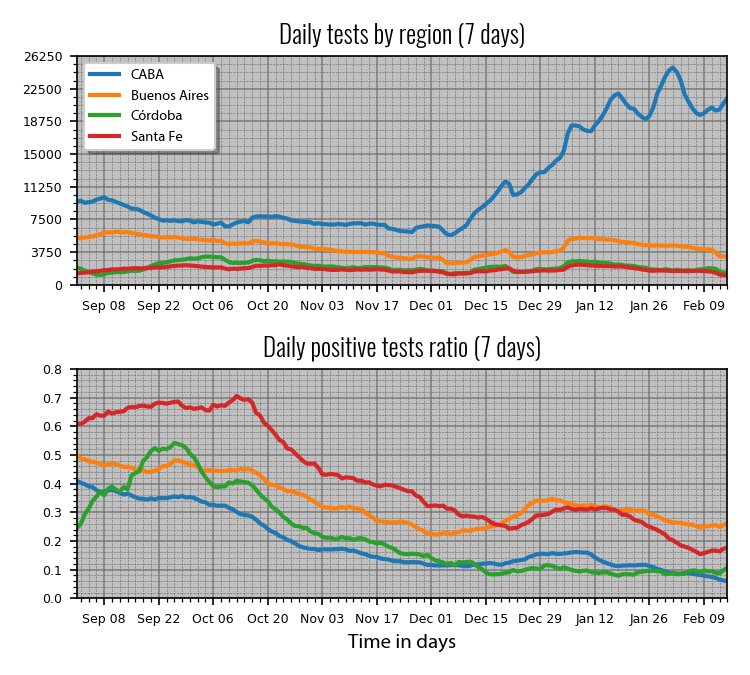 Daily tests by region (7 days)
26250
22500
18750
15000
11250
7500
3750
0
CABA
Buenos Aires
Córdoba
Santa Fe
Sep 08 Sep 22 Oct 06 Oct 20 Nov 03 Nov 17 Dec 01 Dec 15 Dec 29 Jan 12 Jan 26 Feb 09
Daily positive tests ratio (7 days)
0.8
0.7
0.6
0.5
0.4
0.3
0.2
0.1
0.0
Sep 08 Sep 22 Oct 06 Oct 20 Nov 03 Nov 17 Dec 01 Dec 15 Dec 29 Jan 12 Jan 26 Feb 09
Time in days